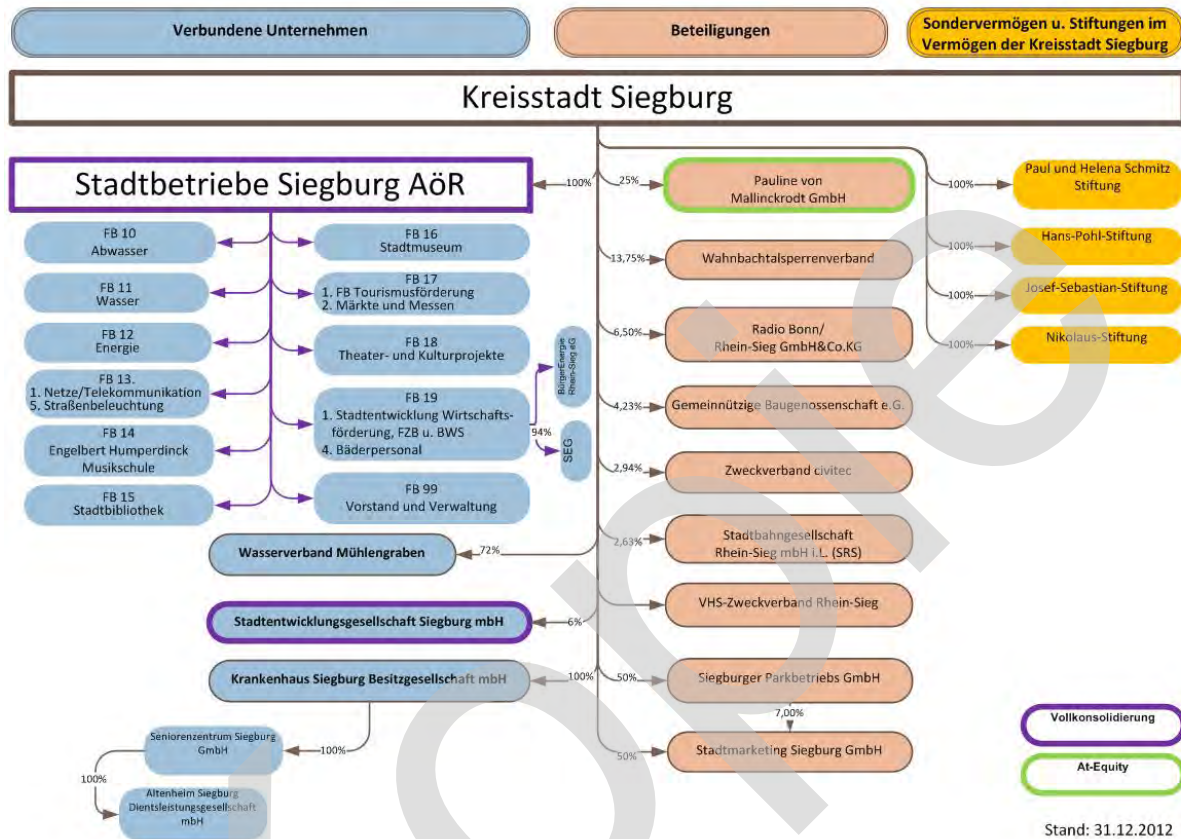 Verbundene Unternehmen
Beteiligungen
Sondervermögen u. Stiftungen im
Vermögen der Kreisstadt Siegburg
Kreisstadt Siegburg
Stadtbetriebe Siegburg AöR
100%
FB 10
Abwasser
FB 11
Wasser
FB 12
Energie
FB 13.
1. Netze/Telekommunikation
5. Straßenbeleuchtung
FB 14
Engelbert Humperdinck
Musikschule
FB 15
Stadtbibliothek
FB 16
Stadtmuseum
FB 17
1. FB Tourismusförderung
2. Märkte und Messen
FB 18
Theater- und Kulturprojekte
FB 19
1. Stadtentwicklung Wirtschafts-
förderung, FZB u. BWS
4. Bäderpersonal
FB 99
Vorstand und Verwaltung
BürgerEnergie
Rhein-Sieg eG
94%
SEG
Wasserverband Mühlengraben
72%
Stadtentwicklungsgesellschaft Siegburg mbH
6%
Krankenhaus Siegburg Besitzgesellschaft mbH
100%
Seniorenzentrum Siegburg
GmbH
100%
100%
Altenheim Siegburg
Dientsleistungsgesellschaft
mbH
25%
Pauline von
Mallinckrodt GmbH
13,75%
Wahnbachtalsperrenverband
6,50%
Radio Bonn/
Rhein-Sieg GmbH&Co.KG
4,23%
Gemeinnützige Baugenossenschaft e.G.
2,94%
Zweckverband civitec
2,63%
Stadtbahngesellschaft
Rhein-Sieg mbH i.L. (SRS)
VHS-Zweckverband Rhein-Sieg
50%
Siegburger Parkbetriebs GmbH
7,00%
50%
Stadtmarketing Siegburg GmbH
100%
Paul und Helena Schmitz
Stiftung
100%
Hans-Pohl-Stiftung
100%
Josef-Sebastian-Stiftung
100%
Nikolaus-Stiftung
Vollkonsolidierung
At-Equity
Stand: 31.12.2012